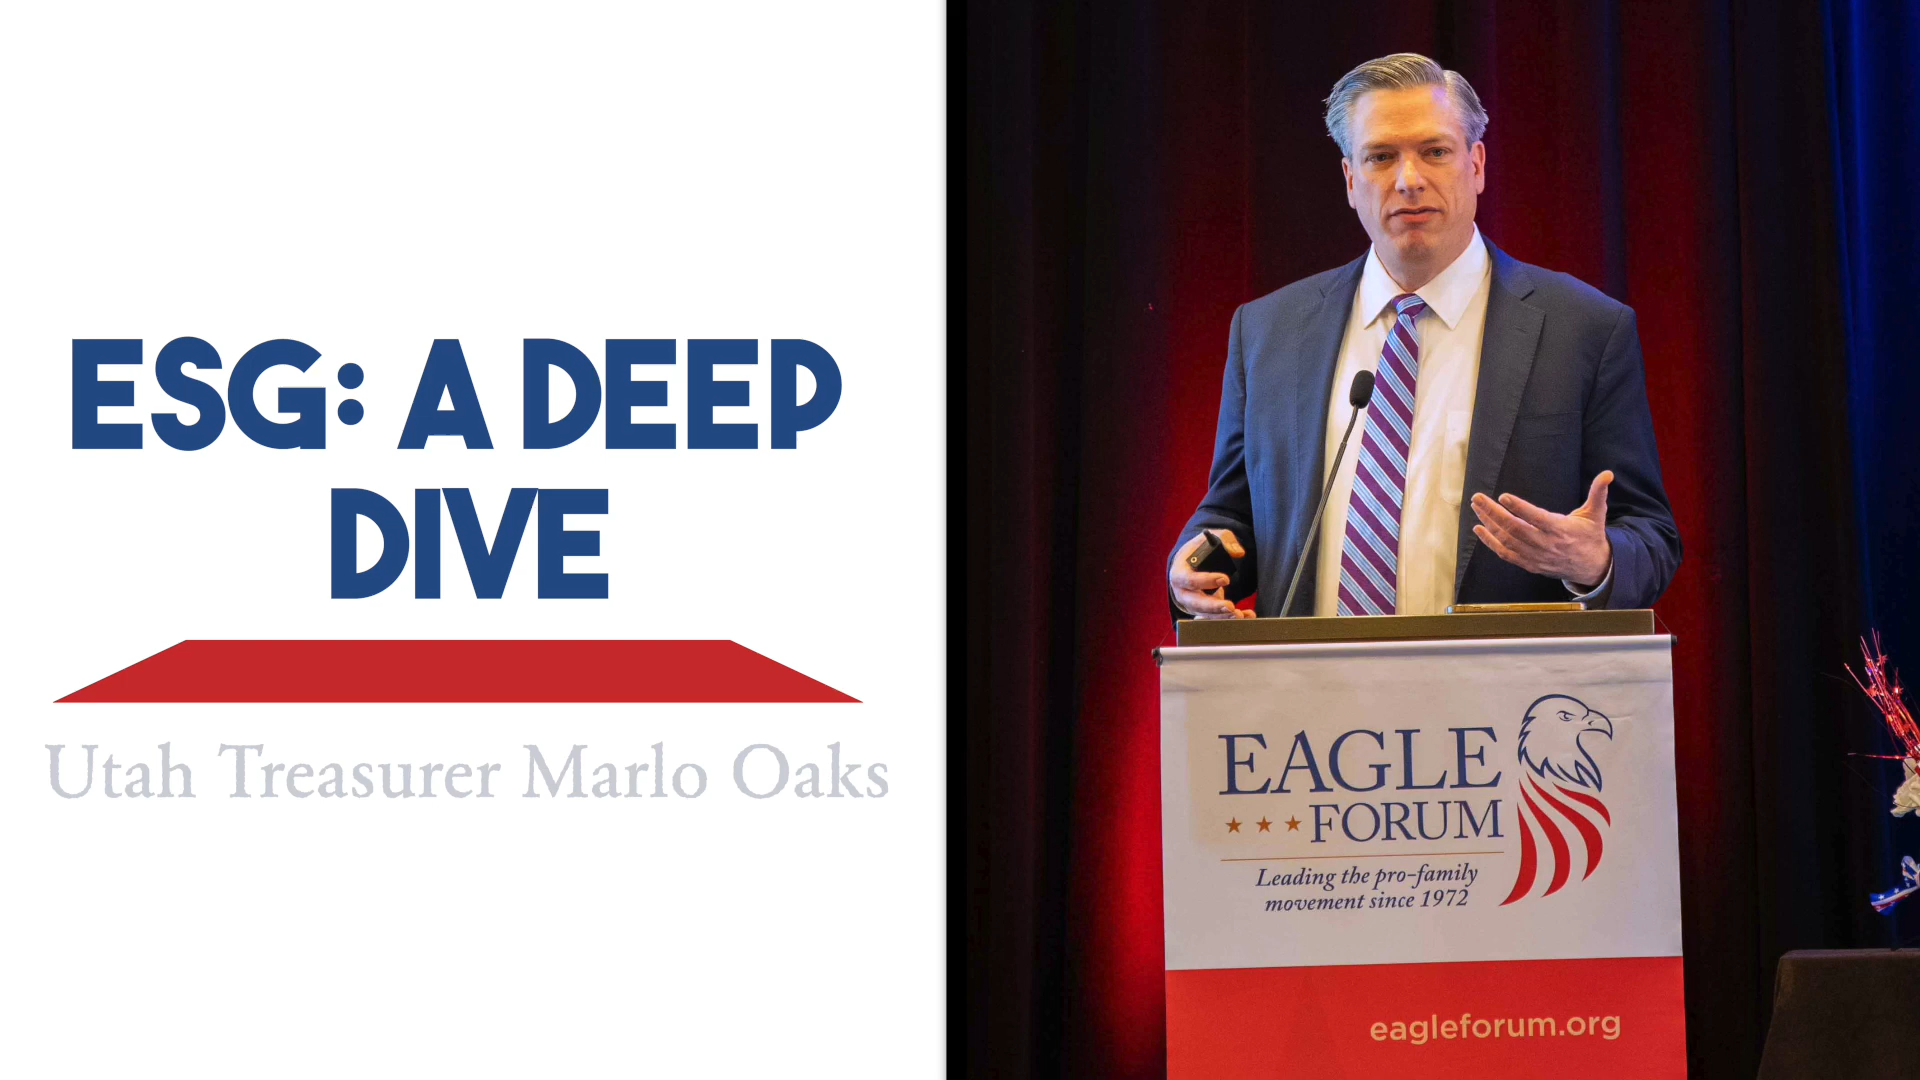 ESG: A DEEP
DIVE
Utah Treasurer Marlo Oaks
EAGLE
FORUM
Leading the pro-family
movement since 1972
eagleforum.org